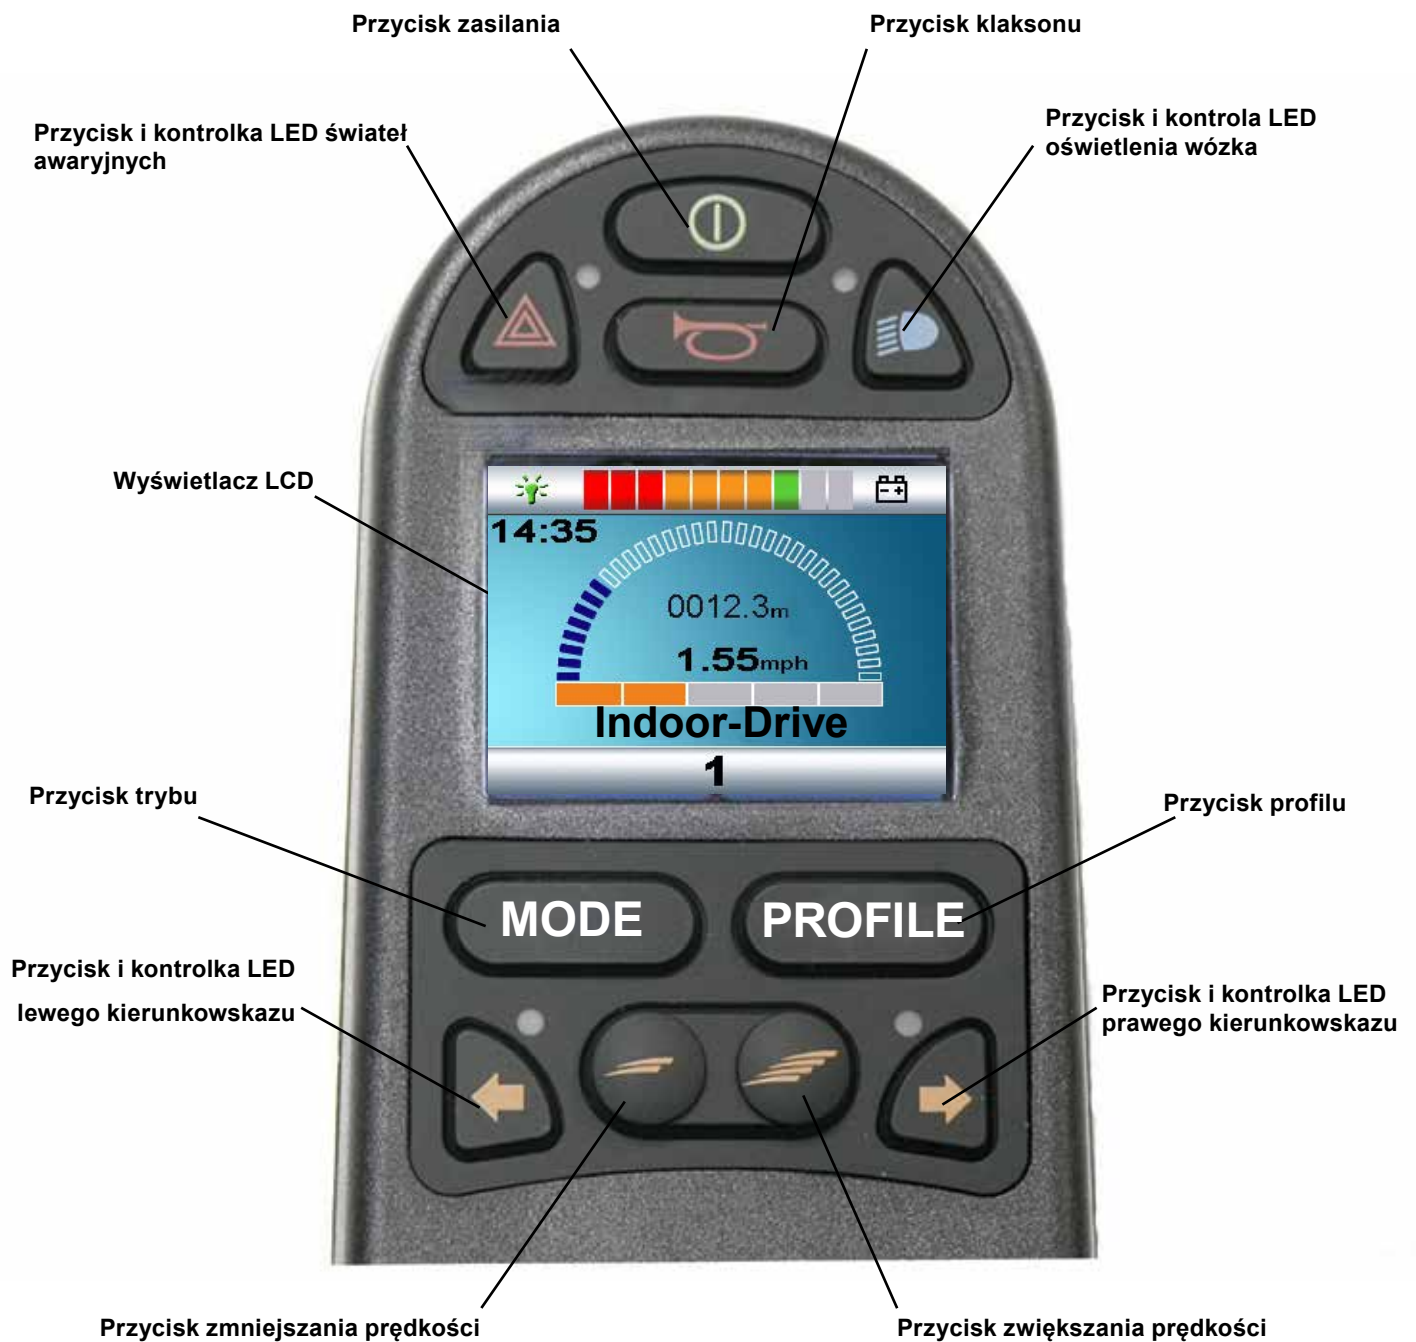 Przycisk zasilania
Przycisk klaksonu
Przycisk i kontrolka LED świateł
awaryjnych
Przycisk i kontrola LED
oświetlenia wózka
Wyświetlacz LCD
14:35
0012.3m
1.55mph
Indoor-Drive
1
Przycisk trybu
Przycisk profilu
MODE
PROFILE
Przycisk i kontrolka LED
lewego kierunkowskazu
Przycisk i kontrolka LED
prawego kierunkowskazu
Przycisk zmniejszania prędkości
Przycisk zwiększania prędkości